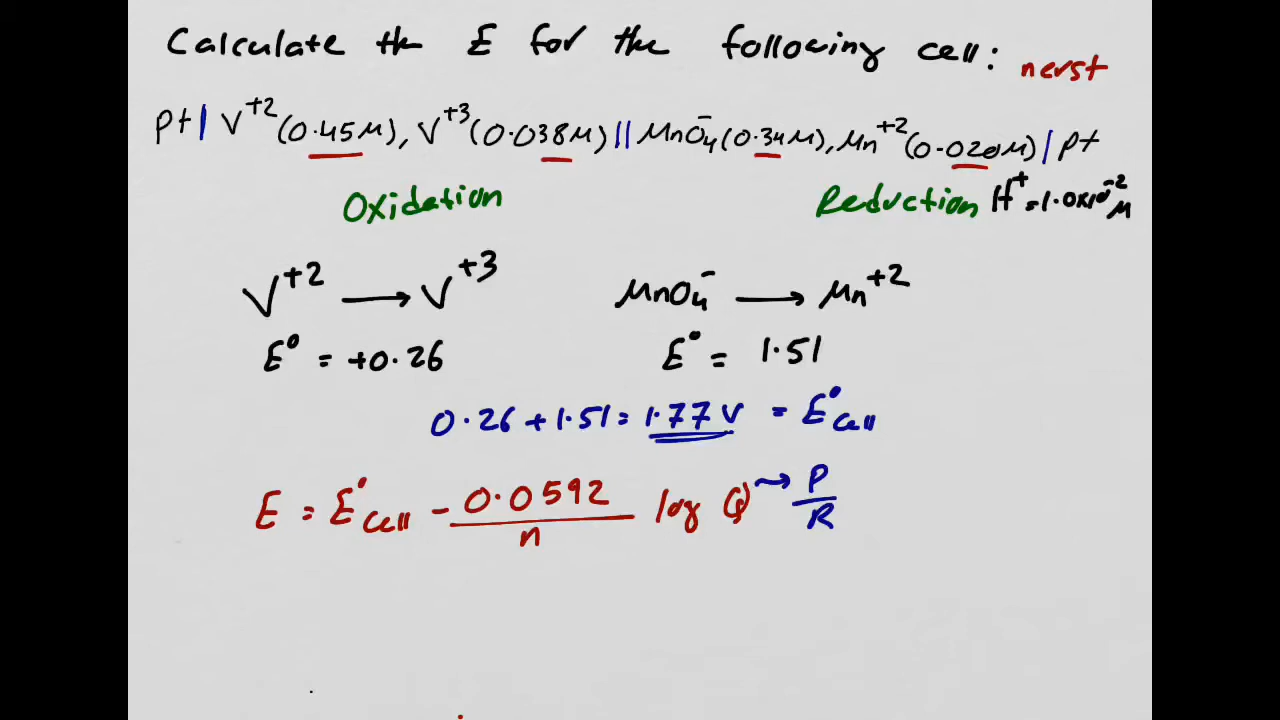 Calculate the E for the following cell:
nerst
Pt | V⁺²(0.45M), V⁺³(0.038M) || MnO₄⁻(0.34M), Mn⁺²(0.020M) | Pt
Oxidation
Reduction H⁺ = 1.0x10⁻² M
V⁺² → V⁺³
MnO₄⁻ → Mn⁺²
E⁰ = +0.26
E° = 1.51
0.26 + 1.51 = 1.77 V = E°cell
E = E°cell - 0.0592/n log Q → P/R